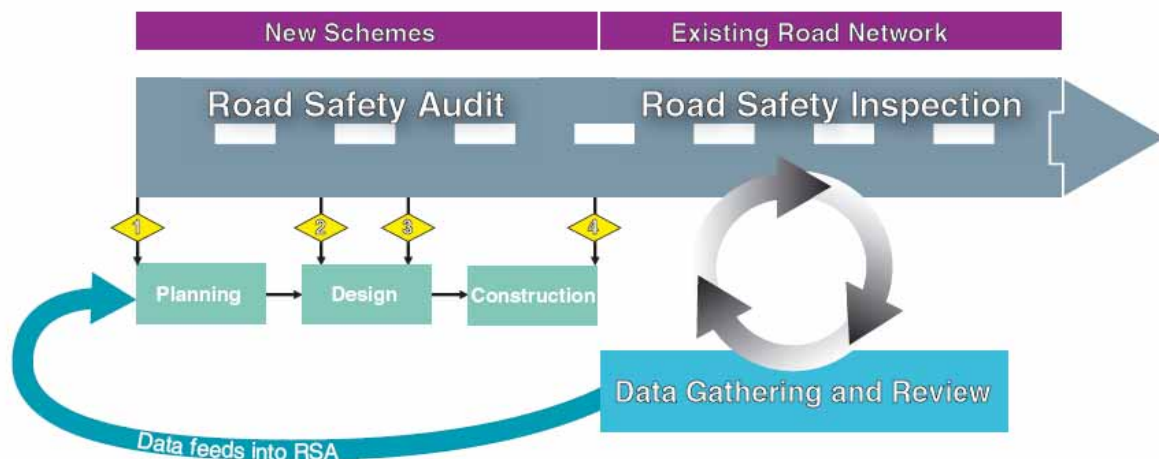 New Schemes
Existing Road Network
Road Safety Audit
Road Safety Inspection
1
2
3
4
Planning
Design
Construction
Data Gathering and Review
Data feeds into RSA